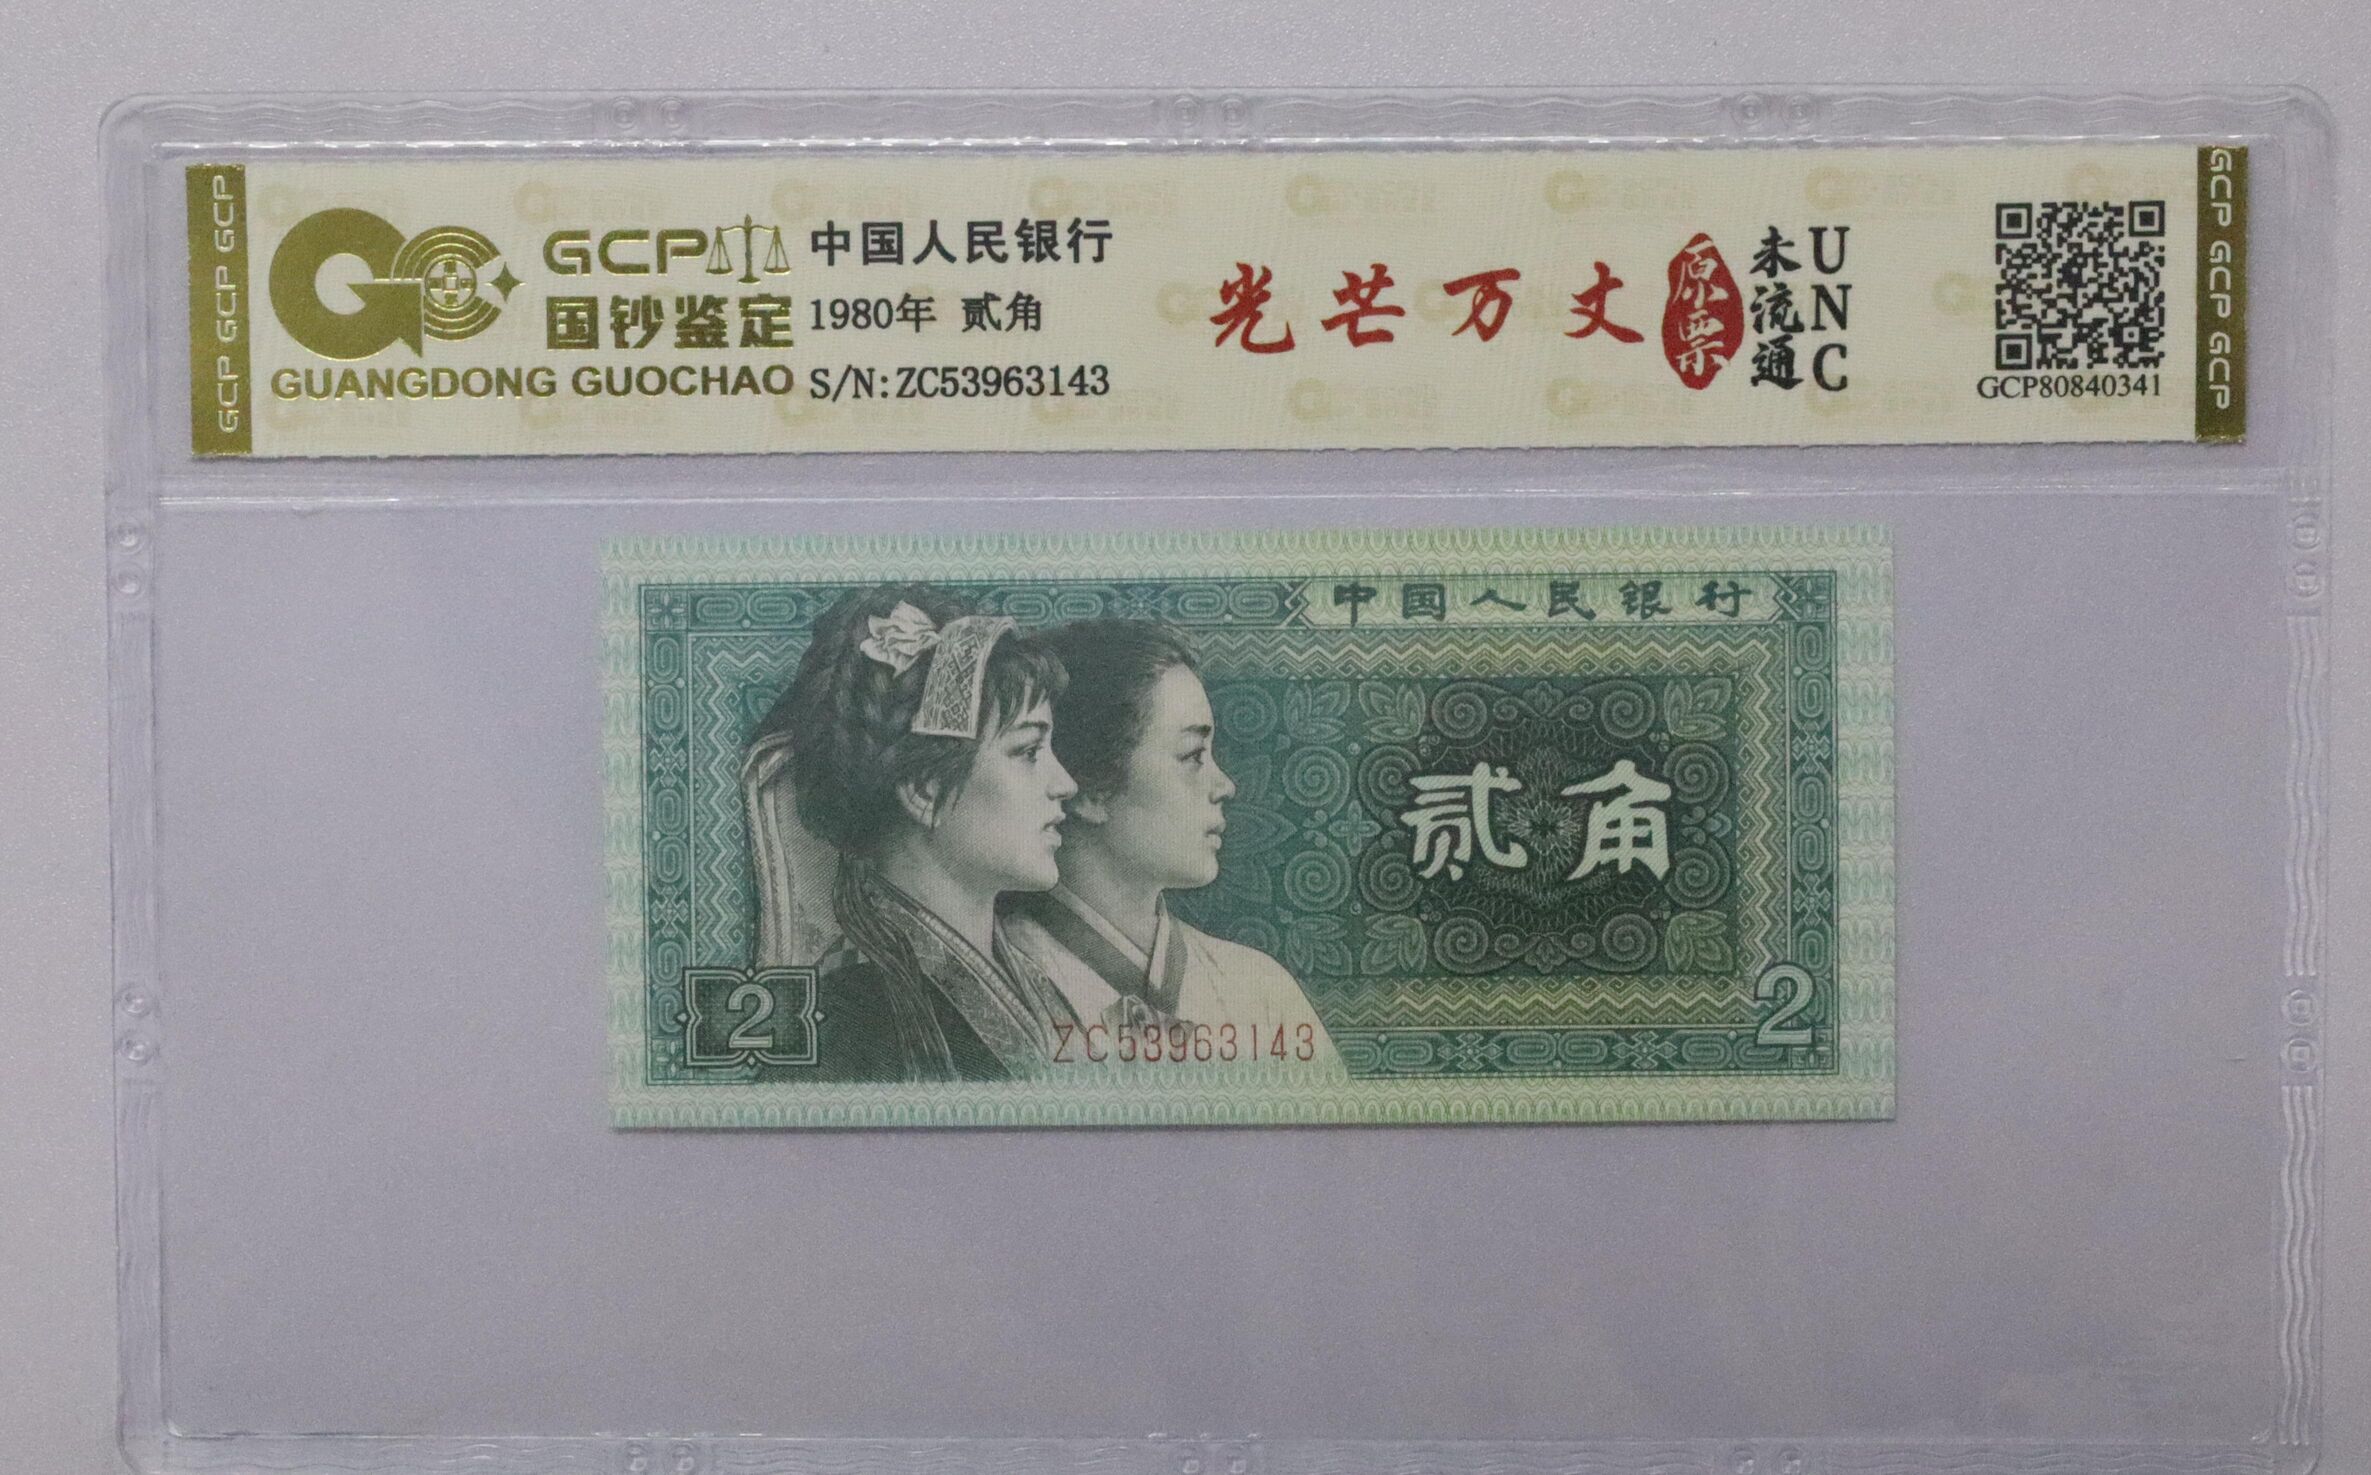 GCP GCP GCP
GCP
国钞鉴定
GUANGDONG GUOCHAO
中国人民银行
1980年 贰角
S/N:ZC53963143
光芒万丈
原票
未流通
UNC
GCP80840341
GCP GCP GCP
中国人民银行
贰角
2
ZC53963143
2